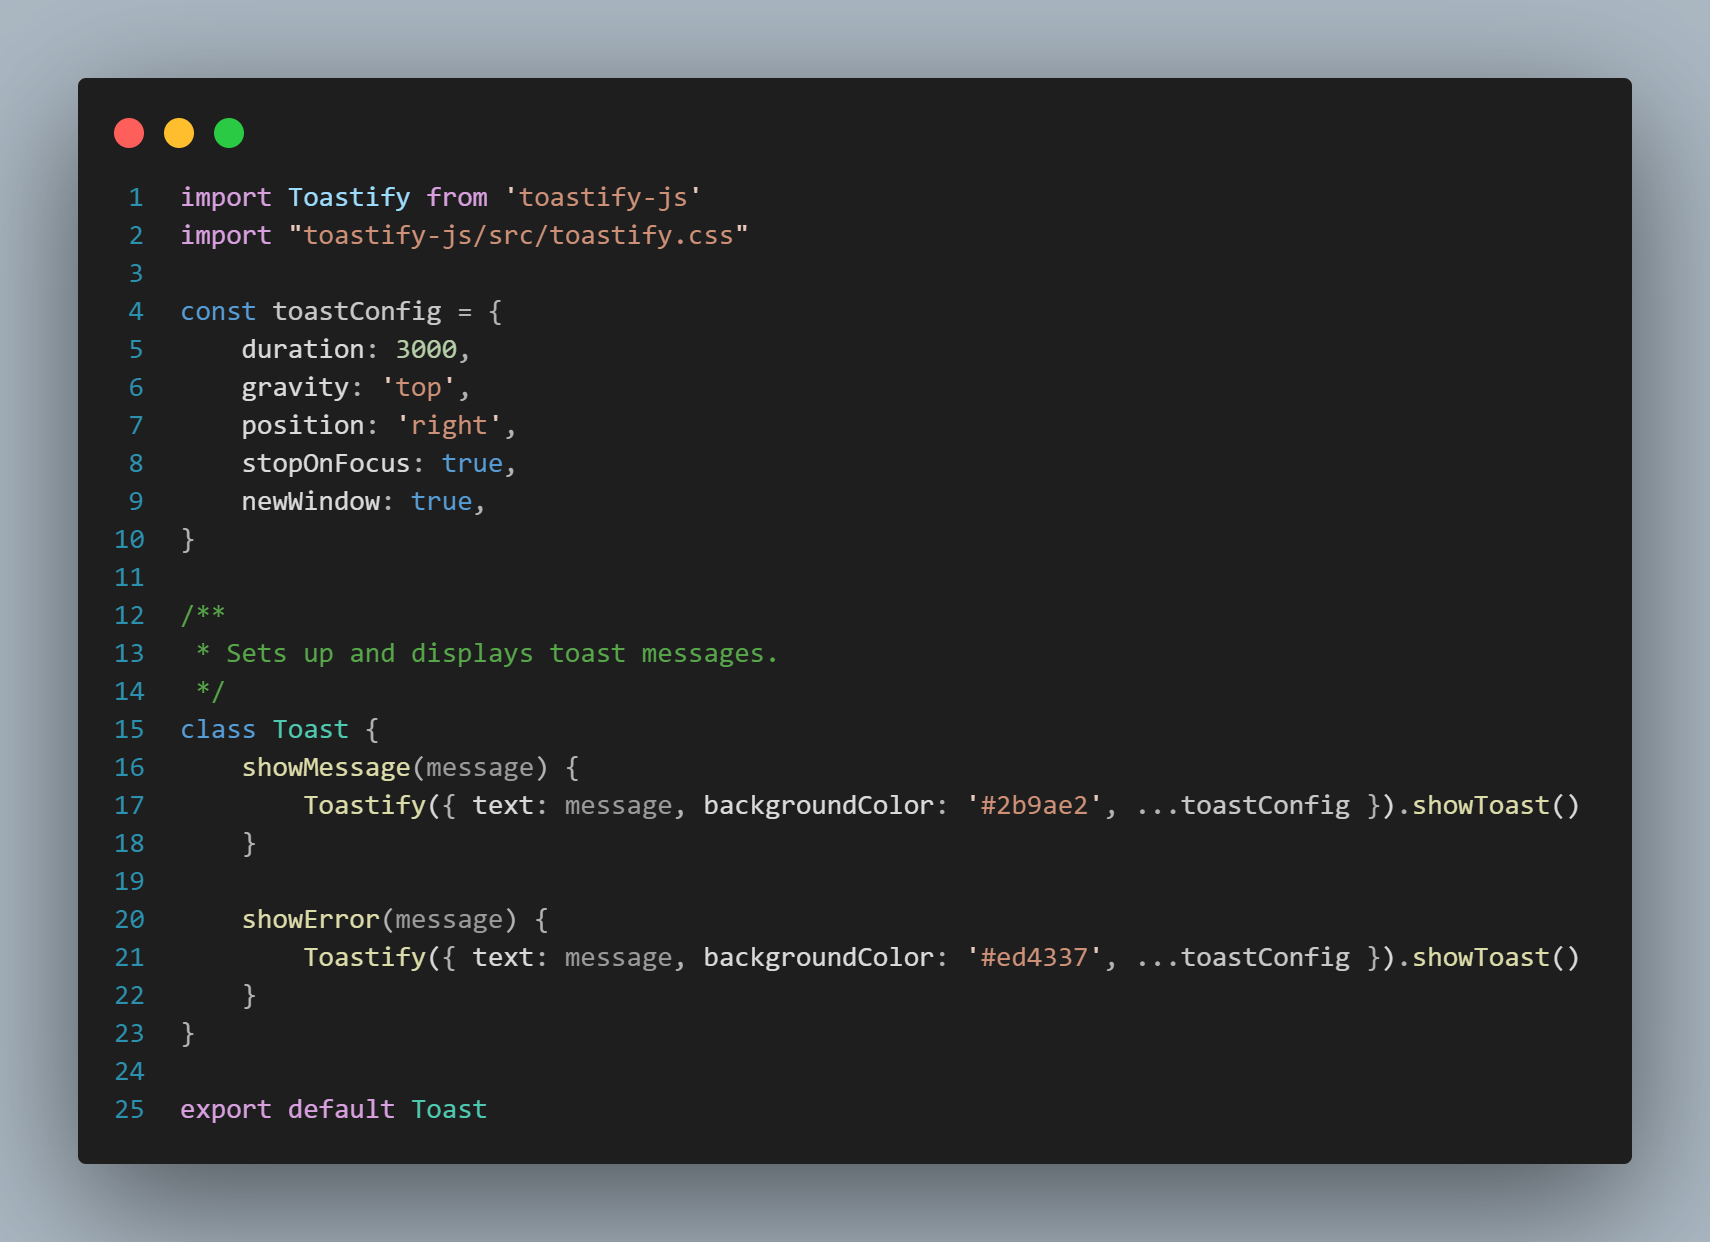 1 import Toastify from 'toastify-js'
2 import "toastify-js/src/toastify.css"
3
4 const toastConfig = {
5     duration: 3000,
6     gravity: 'top',
7     position: 'right',
8     stopOnFocus: true,
9     newWindow: true,
10 }
11
12 /**
13  * Sets up and displays toast messages.
14  */
15 class Toast {
16     showMessage(message) {
17         Toastify({ text: message, backgroundColor: '#2b9ae2', ...toastConfig }).showToast()
18     }
19
20     showError(message) {
21         Toastify({ text: message, backgroundColor: '#ed4337', ...toastConfig }).showToast()
22     }
23 }
24
25 export default Toast